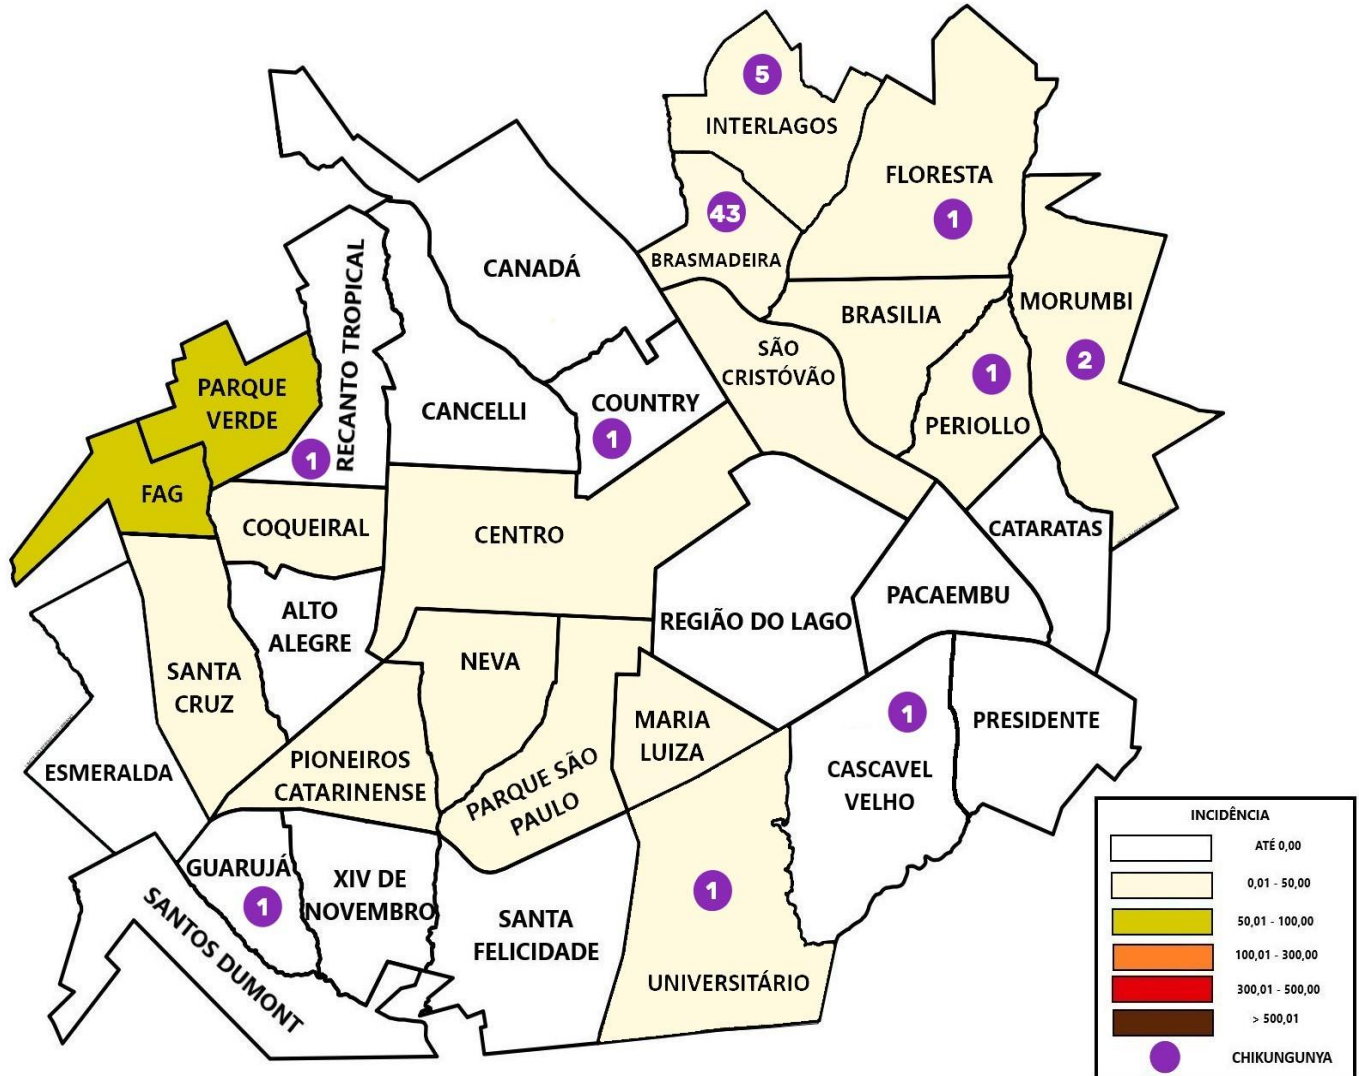 5
INTERLAGOS
FLORESTA
1
43
BRASMADEIRA
CANADÁ
RECANTO TROPICAL
1
MORUMBI
2
BRASILIA
SÃO
CRISTÓVÃO
1
PERIOLLO
PARQUE
VERDE
CANCELLI
COUNTRY
1
FAG
COQUEIRAL
CENTRO
CATARATAS
PACAEMBU
REGIÃO DO LAGO
ALTO
ALEGRE
SANTA
CRUZ
NEVA
MARIA
LUIZA
1
CASCAVEL
VELHO
PRESIDENTE
ESMERALDA
PIONEIROS
CATARINENSE
PARQUE SÃO
PAULO
GUARUJÁ
1
XIV DE
NOVEMBRO
SANTOS DUMONT
SANTA
FELICIDADE
1
UNIVERSITÁRIO
INCIDÊNCIA
ATÉ 0,00
0,01 - 50,00
50,01 - 100,00
100,01 - 300,00
300,01 - 500,00
> 500,01
CHIKUNGUNYA